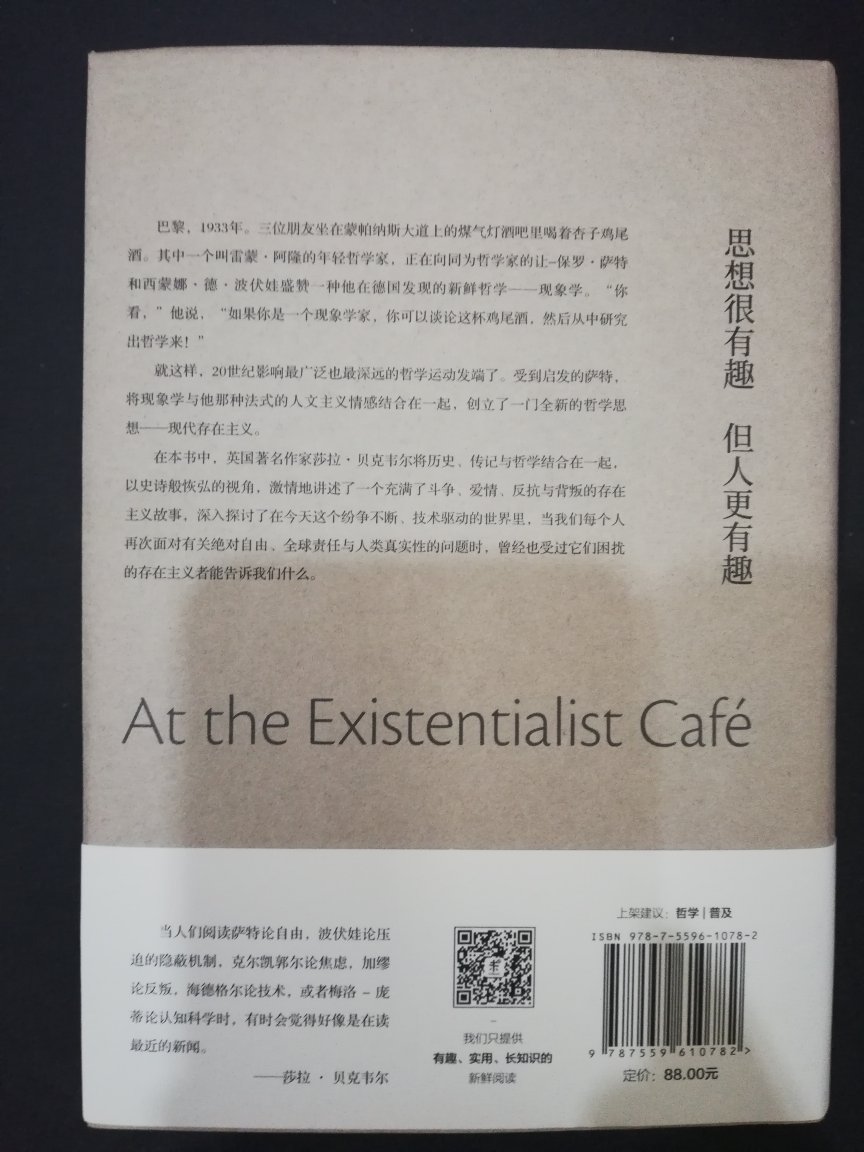 巴黎，1933年。三位朋友坐在蒙帕纳斯大道上的煤气灯酒吧里喝着杏子鸡尾
酒。其中一个叫雷蒙·阿隆的年轻哲学家，正在向同为哲学家的让–保罗·萨特
和西蒙娜·德·波伏娃盛赞一种他在德国发现的新鲜哲学——现象学。“你
看，”他说，“如果你是一个现象学家，你可以谈论这杯鸡尾酒，然后从中研究
出哲学来！”
就这样，20世纪影响最广泛也最深远的哲学运动发端了。受到启发的萨特，
将现象学与他那种法式的人文主义情感结合在一起，创立了一门全新的哲学思
想——现代存在主义。
在本书中，英国著名作家莎拉·贝克韦尔将历史、传记与哲学结合在一起，
以史诗般恢弘的视角，激情地讲述了一个充满了斗争、爱情、反抗与背叛的存在
主义故事，深入探讨了在今天这个纷争不断、技术驱动的世界里，当我们每个人
再次面对有关绝对自由、全球责任与人类真实性的问题时，曾经也受过它们困扰
的存在主义者能告诉我们什么。
思想很有趣 但人更有趣
At the Existentialist Café
当人们阅读萨特论自由，波伏娃论压
迫的隐蔽机制，克尔凯郭尔论焦虑，加缪
论反叛，海德格尔论技术，或者梅洛–庞
蒂论认知科学时，有时会觉得好像是在读
最近的新闻。
——莎拉·贝克韦尔
我们只提供
有趣、实用、长知识的
新鲜阅读
上架建议：哲学|普及
ISBN 978-7-5596-1078-2
9 787559 610782 >
定价：88.00元